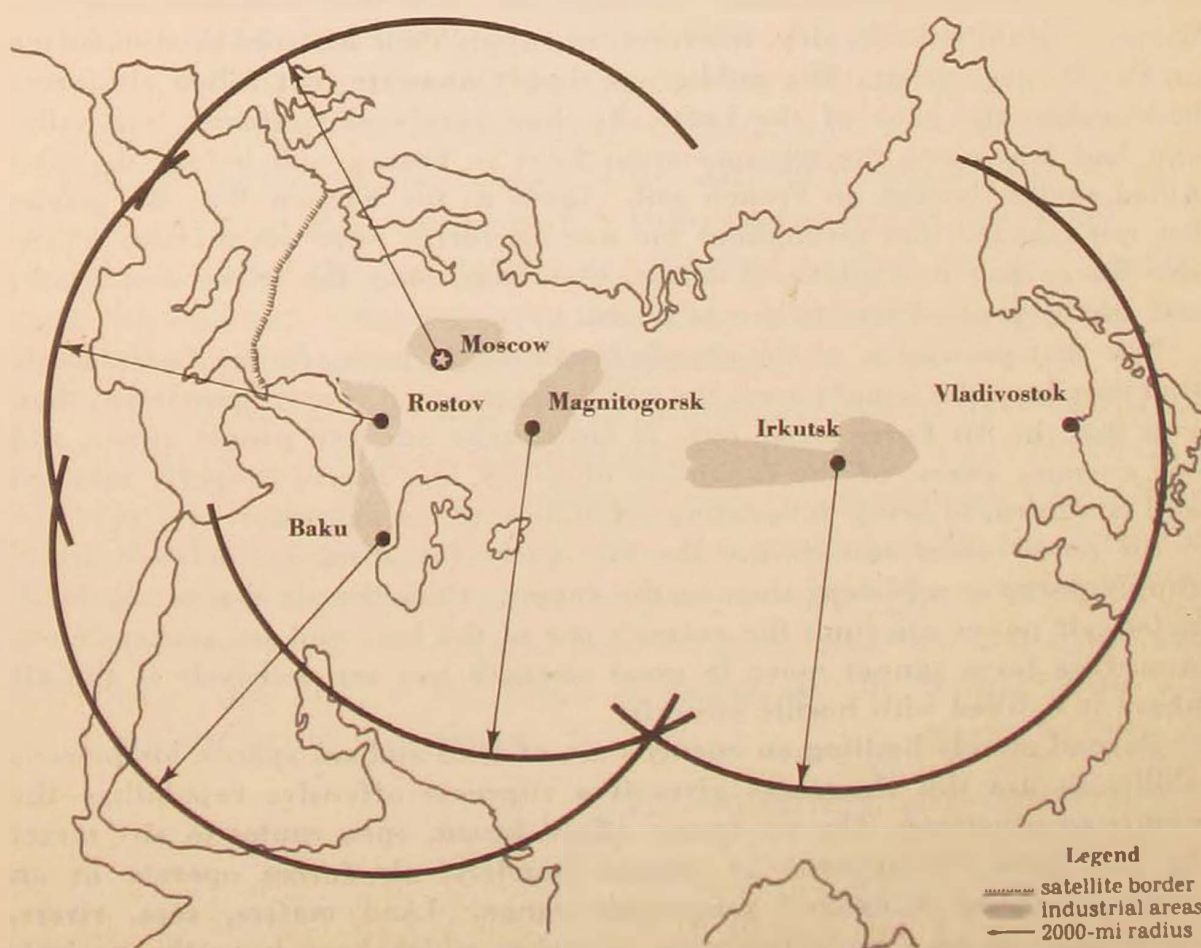 Moscow
Rostov
Magnitogorsk
Vladivostok
Irkutsk
Baku
Legend
satellite border
industrial areas
2000-mi radius